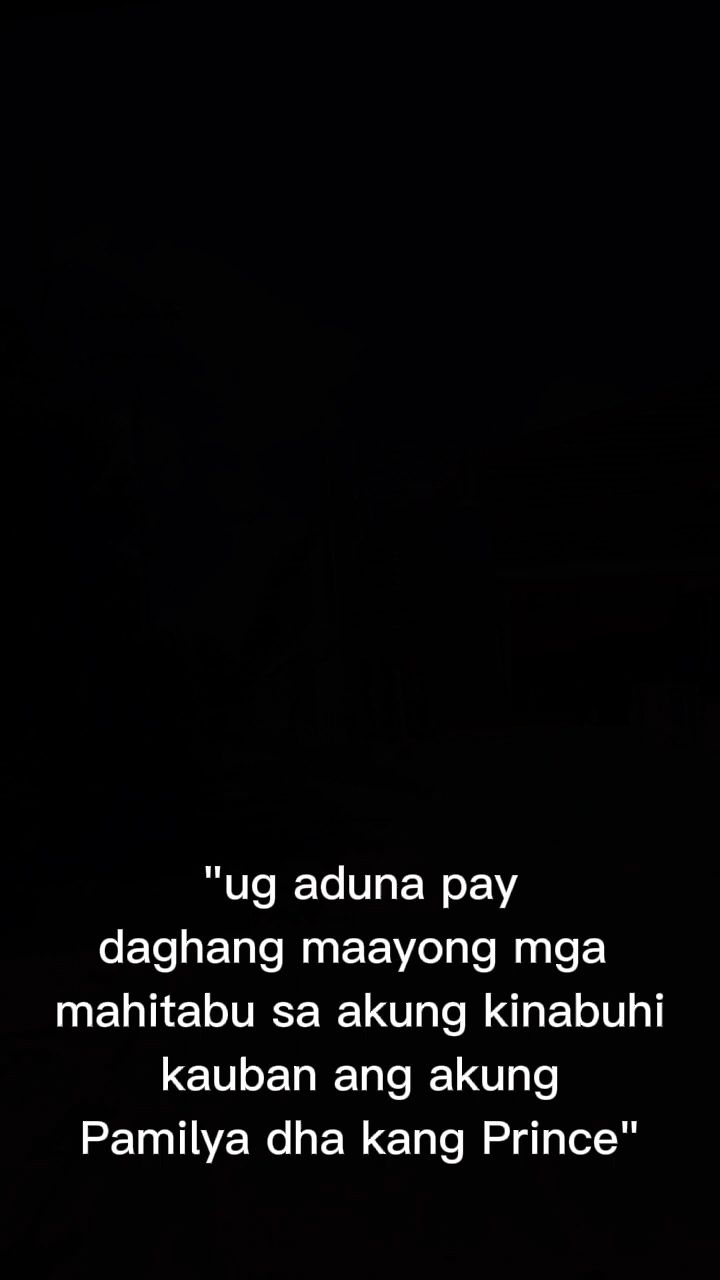 "ug aduna pay
daghang maayong mga
mahitabu sa akung kinabuhi
kauban ang akung
Pamilya dha kang Prince"